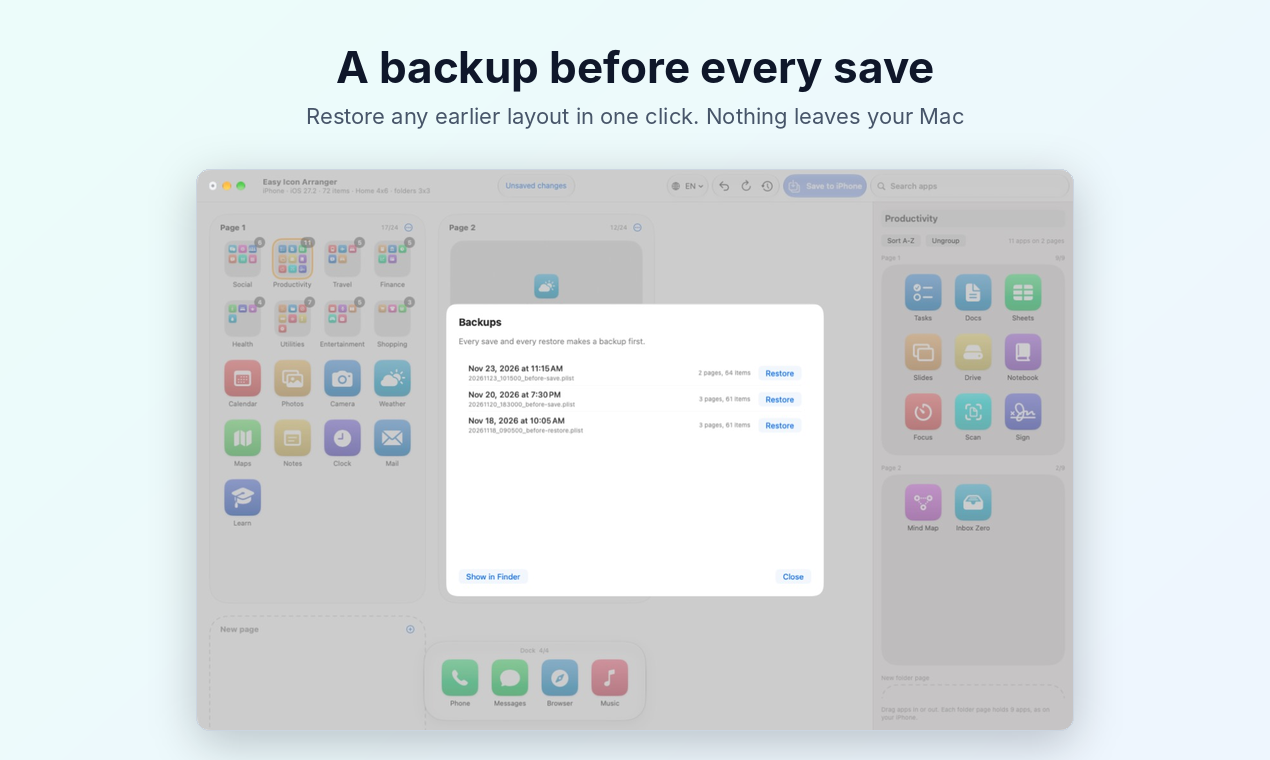 A backup before every save
Restore any earlier layout in one click. Nothing leaves your Mac
Easy Icon Arranger
iPhone · iOS 27.2 · 72 items · Home 4x6 · folders 3x3
Unsaved changes
EN
Save to iPhone
Search apps
Page 1
17/24
6
11
5
5
Social
Productivity
Travel
Finance
4
7
6
3
Health
Utilities
Entertainment
Shopping
Calendar
Photos
Camera
Weather
Maps
Notes
Clock
Mail
Learn
Page 2
12/24
Backups
Every save and every restore makes a backup first.
Nov 23, 2026 at 11:15 AM
20261123_101500_before-save.plist
2 pages, 64 items
Restore
Nov 20, 2026 at 7:30 PM
20261120_183000_before-save.plist
3 pages, 61 items
Restore
Nov 18, 2026 at 10:05 AM
20261118_090500_before-restore.plist
3 pages, 61 items
Restore
Show in Finder
Close
New page
Dock 4/4
Phone
Messages
Browser
Music
Productivity
Sort A-Z
Ungroup
11 apps on 2 pages
Page 1
9/9
Tasks
Docs
Sheets
Slides
Drive
Notebook
Focus
Scan
Sign
Page 2
2/9
Mind Map
Inbox Zero
New folder page
Drag apps in or out. Each folder page holds 9 apps, as on
your iPhone.